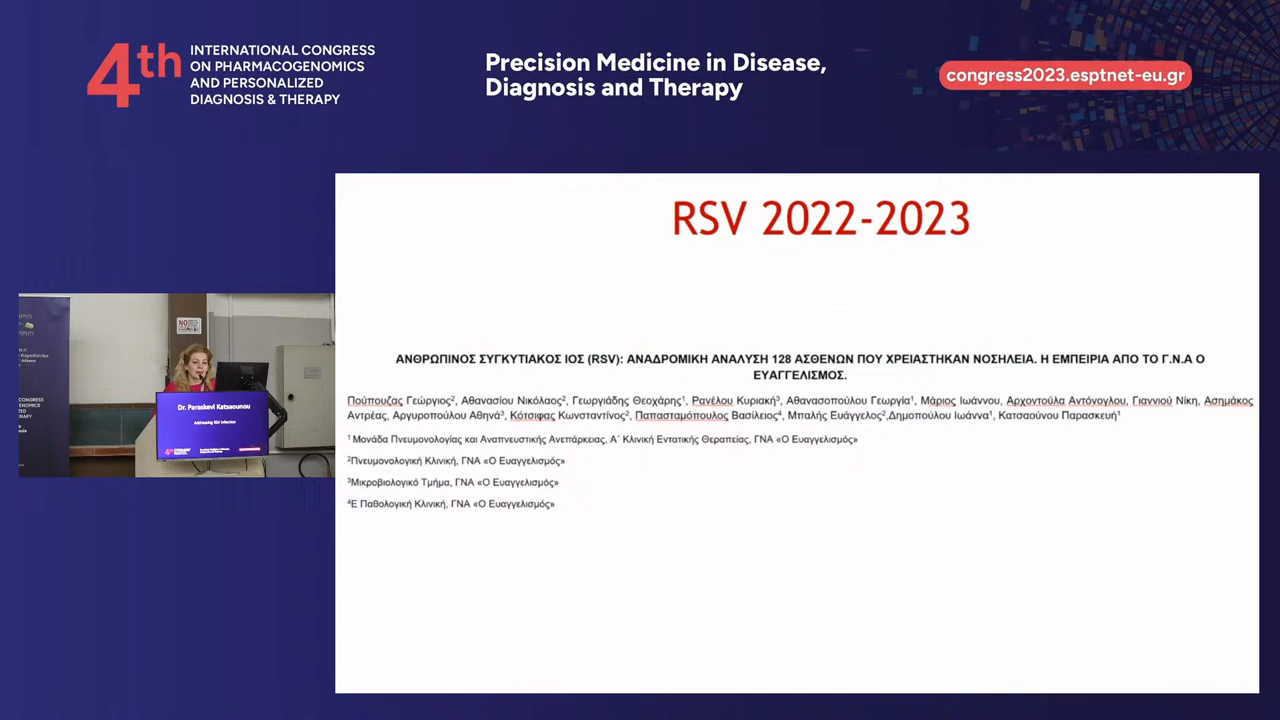 4th
INTERNATIONAL CONGRESS
ON PHARMACOGENOMICS
AND PERSONALIZED
DIAGNOSIS & THERAPY
Precision Medicine in Disease,
Diagnosis and Therapy
congress2023.esptnet-eu.gr
RSV 2022-2023
ΑΝΘΡΩΠΙΝΟΣ ΣΥΓΚΥΤΙΑΚΟΣ ΙΟΣ (RSV): ΑΝΑΔΡΟΜΙΚΗ ΑΝΑΛΥΣΗ 128 ΑΣΘΕΝΩΝ ΠΟΥ ΧΡΕΙΑΣΤΗΚΑΝ ΝΟΣΗΛΕΙΑ. Η ΕΜΠΕΙΡΙΑ ΑΠΟ ΤΟ Γ.Ν.Α Ο
ΕΥΑΓΓΕΛΙΣΜΟΣ.
Πούπουζας Γεώργιος², Αθανασίου Νικόλαος², Γεωργιάδης Θεοχάρης¹, Ρανέλου Κυριακή³, Αθανασοπούλου Γεωργία¹, Μάριος Ιωάννου, Αρχοντούλα Αντόνογλου, Γιαννιού Νίκη, Ασημάκος
Αντρέας, Αργυροπούλου Αθηνά³, Κότσιφας Κωνσταντίνος², Παπασταμόπουλος Βασίλειος⁴, Μπαλής Ευάγγελος²,Δημοπούλου Ιωάννα¹, Κατσαούνου Παρασκευή¹
¹ Μονάδα Πνευμονολογίας και Αναπνευστικής Ανεπάρκειας, Α΄ Κλινική Εντατικής Θεραπείας, ΓΝΑ «Ο Ευαγγελισμός»
²Πνευμονολογική Κλινική, ΓΝΑ «Ο Ευαγγελισμός»
³Μικροβιολογικό Τμήμα, ΓΝΑ «Ο Ευαγγελισμός»
⁴Ε Παθολογική Κλινική, ΓΝΑ «Ο Ευαγγελισμός»
NO
Dr. Paraskevi Katsaounou
Addressing RSV Infection